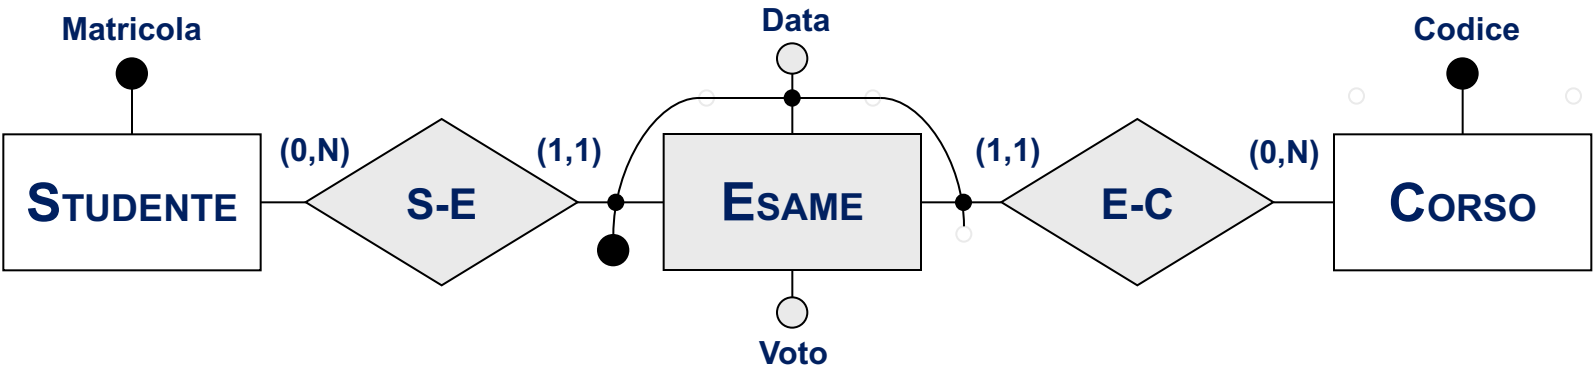 Matricola
Data
Codice
(0,N)
(1,1)
(1,1)
(0,N)
STUDENTE
S-E
ESAME
E-C
CORSO
Voto